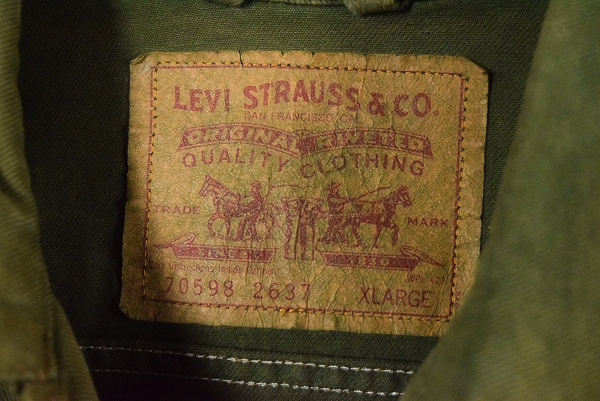 LEVI STRAUSS & CO.
SAN FRANCISCO CAL
ORIGINAL RIVETED
QUALITY CLOTHING
TRADE MARK
70598 2637 XLARGE